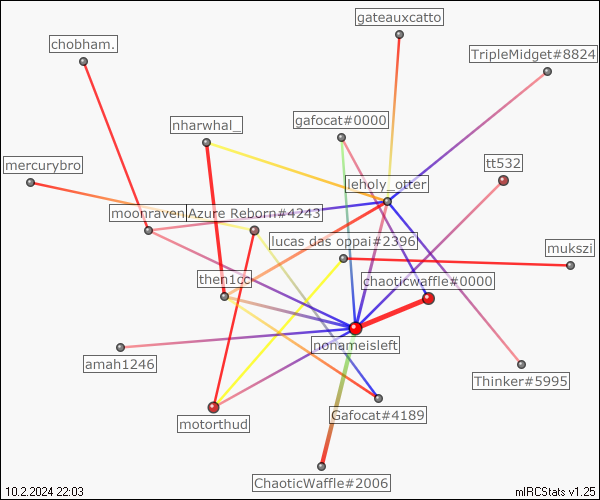 gateauxcatto
chobham.
TripleMidget#8824
gafocat#0000
nharwhal_
tt532
mercurybro
leholy_otter
moonraven
Azure Reborn#4243
lucas das oppai#2396
mukszi
then1cc
chaoticwaffle#0000
nonameisleft
amah1246
Thinker#5995
Gafocat#4189
motorthud
ChaoticWaffle#2006
10.2.2024 22:03
mIRCStats v1.25